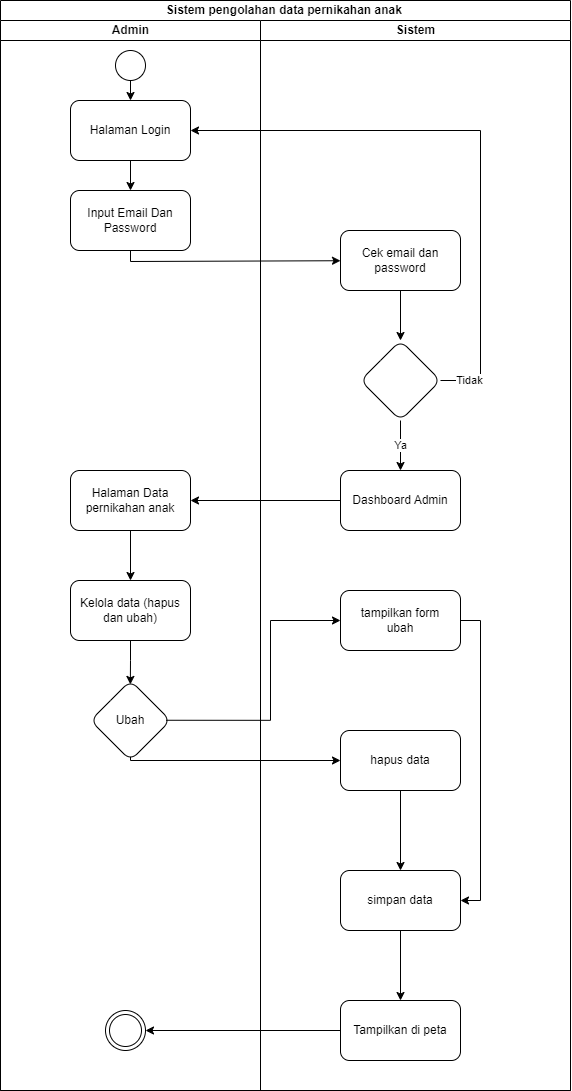 Sistem pengolahan data pernikahan anak
Admin
Sistem
Halaman Login
Input Email Dan
Password
Cek email dan
password
Tidak
Ya
Dashboard Admin
Halaman Data
pernikahan anak
Kelola data (hapus
dan ubah)
tampilkan form
ubah
Ubah
hapus data
simpan data
Tampilkan di peta